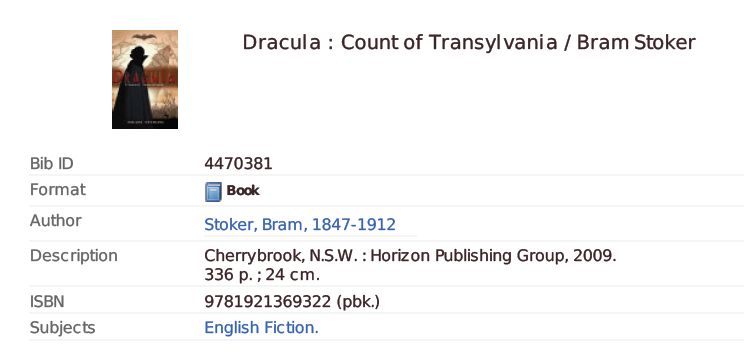 Dracula : Count of Transylvania / Bram Stoker
DRACULA
Bib ID 4470381
Format Book
Author Stoker, Bram, 1847-1912
Description Cherrybrook, N.S.W. : Horizon Publishing Group, 2009.
336 p. ; 24 cm.
ISBN 9781921369322 (pbk.)
Subjects English Fiction.